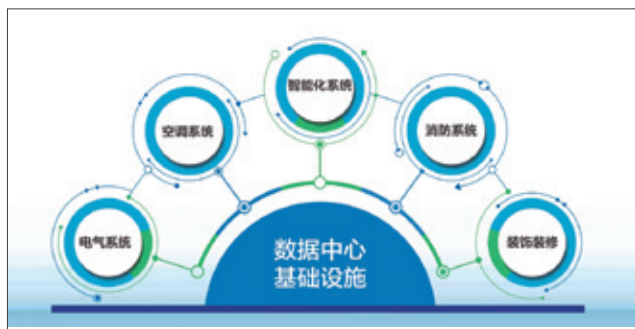 智能化系统
空调系统
消防系统
电气系统
数据中心
基础设施
装饰装修